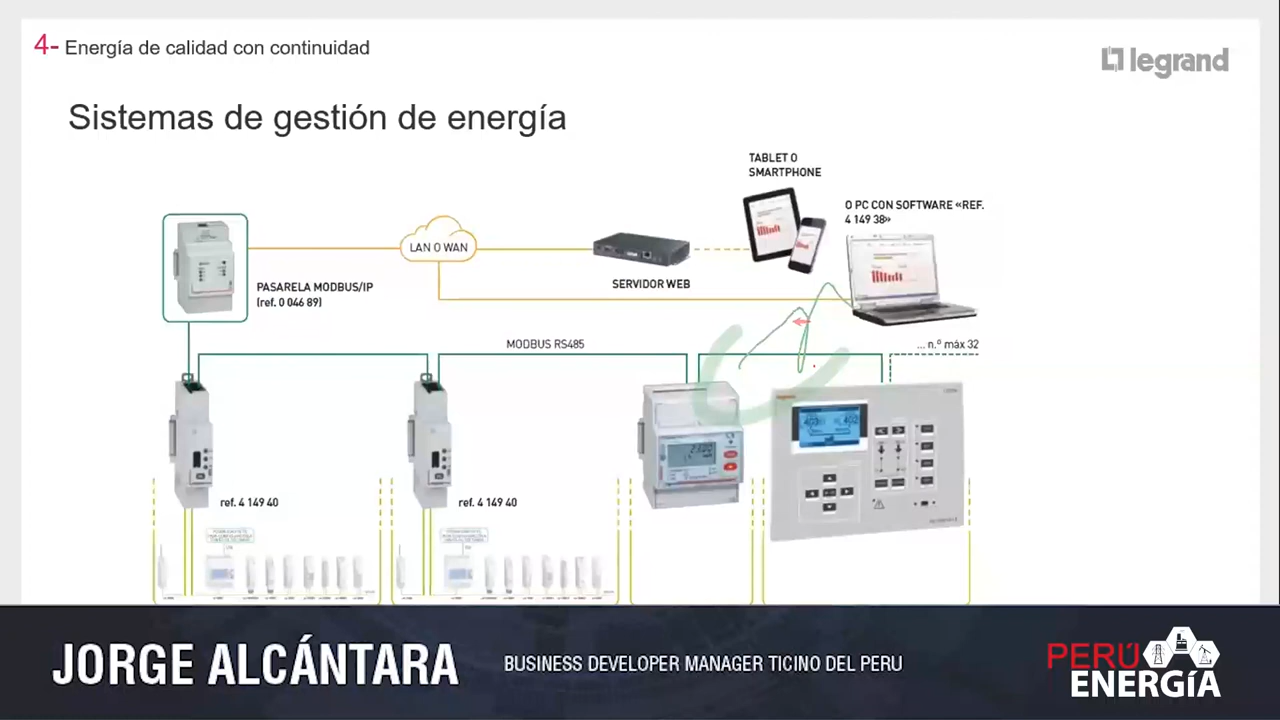 4- Energía de calidad con continuidad
legrand
Sistemas de gestión de energía
TABLET O
SMARTPHONE
O PC CON SOFTWARE «REF.
4 149 38»
LAN O WAN
SERVIDOR WEB
PASARELA MODBUS/IP
(ref. 0 046 89)
MODBUS RS485
... n.º máx 32
ref. 4 149 40
ref. 4 149 40
JORGE ALCÁNTARA
BUSINESS DEVELOPER MANAGER TICINO DEL PERU
PERÚ
ENERGÍA